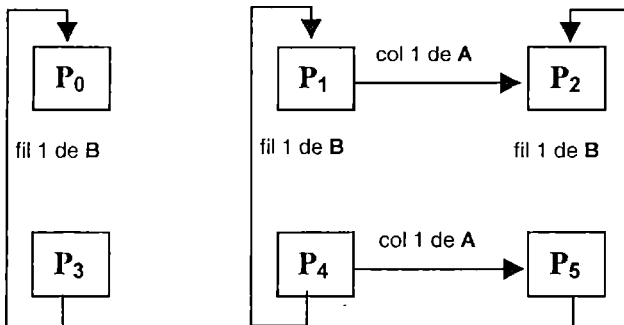 P0 P1 col 1 de A P2
fil 1 de B fil 1 de B fil 1 de B
P3 P4 col 1 de A P5